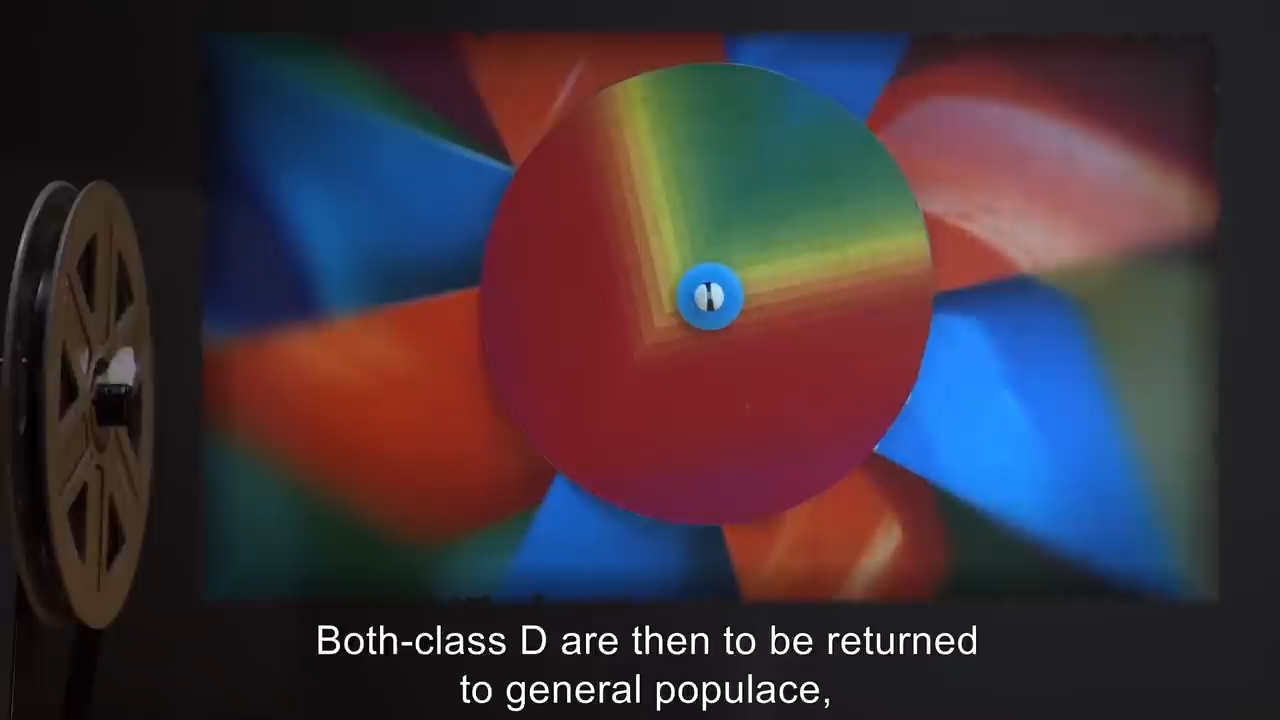 Both-class D are then to be returned
to general populace,